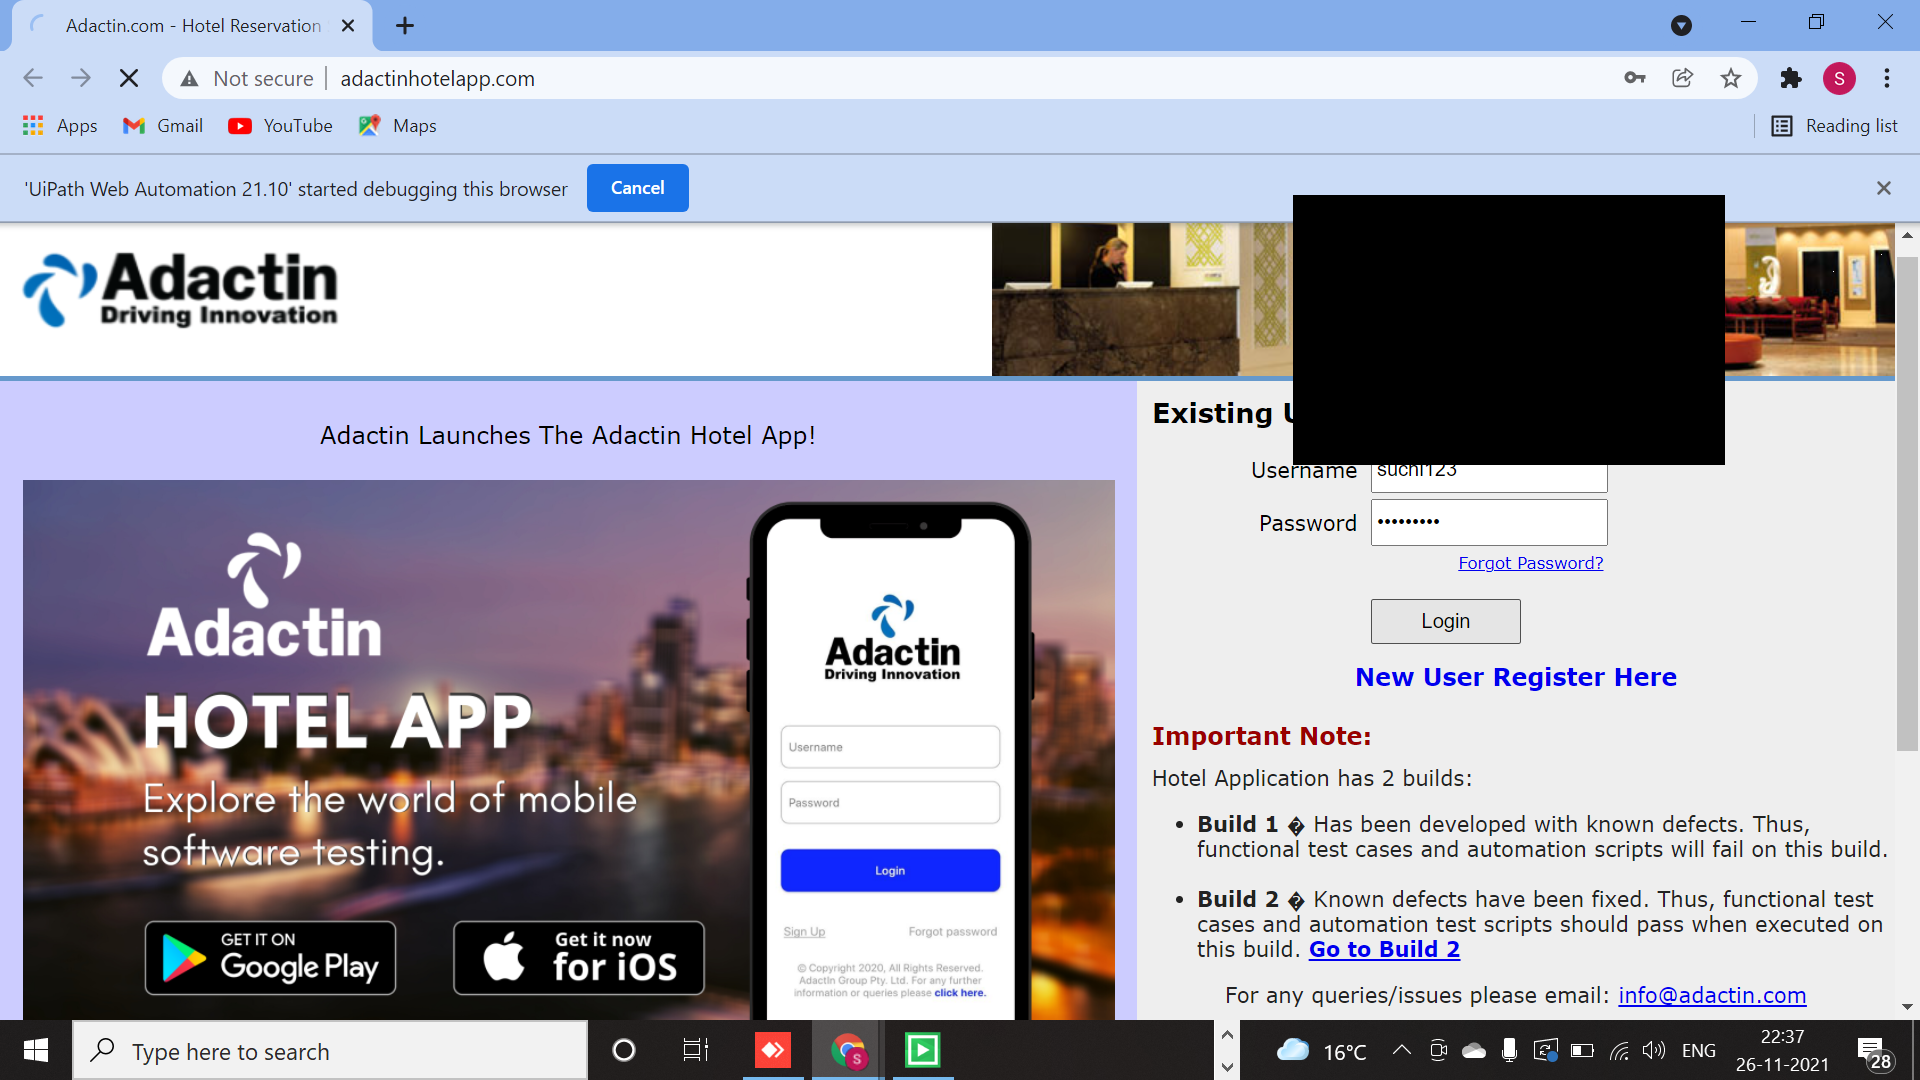 Adactin.com - Hotel Reservation
Not secure
adactinhotelapp.com
S
Apps
Gmail
YouTube
Maps
Reading list
'UiPath Web Automation 21.10' started debugging this browser
Cancel
Adactin
Driving Innovation
Adactin Launches The Adactin Hotel App!
Adactin
HOTEL APP
Explore the world of mobile
software testing.
GET IT ON
Google Play
Get it now
for iOS
Adactin
Driving Innovation
Username
Password
Login
Sign Up
Forgot password
© Copyright 2020, All Rights Reserved.
AdactIn Group Pty. Ltd. For any further
information or queries please click here.
Existing
Username
suchi123
Password
•••••••••
Forgot Password?
Login
New User Register Here
Important Note:
Hotel Application has 2 builds:
• Build 1 � Has been developed with known defects. Thus,
functional test cases and automation scripts will fail on this build.
• Build 2 � Known defects have been fixed. Thus, functional test
cases and automation test scripts should pass when executed on
this build. Go to Build 2
For any queries/issues please email: info@adactin.com
Type here to search
S
16°C
ENG
22:37
26-11-2021
28